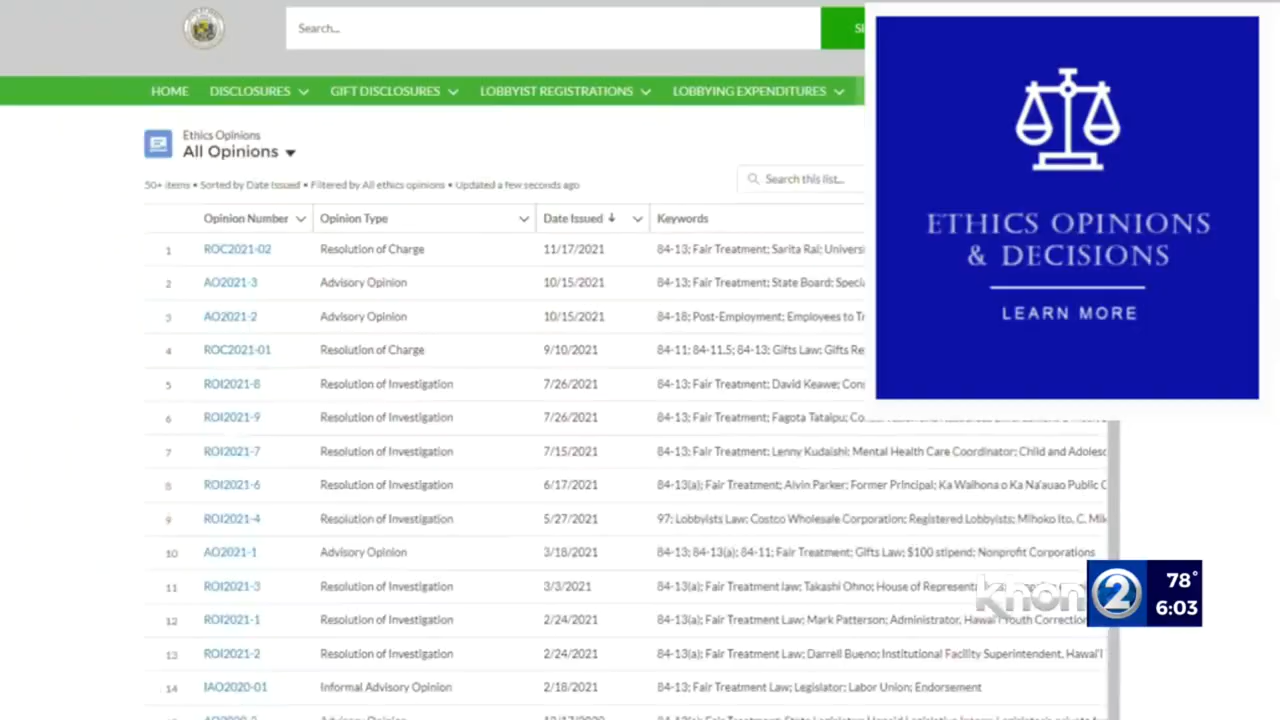 Search...
HOME DISCLOSURES GIFT DISCLOSURES LOBBYIST REGISTRATIONS LOBBYING EXPENDITURES
Ethics Opinions
All Opinions
50+ items • Sorted by Date Issued • Filtered by All ethics opinions • Updated a few seconds ago
Search this list...
Opinion Number Opinion Type Date Issued Keywords
1 ROC2021-02 Resolution of Charge 11/17/2021 84-13; Fair Treatment; Sarita Rai; Univers
2 AO2021-3 Advisory Opinion 10/15/2021 84-13; Fair Treatment; State Board; Speci
3 AO2021-2 Advisory Opinion 10/15/2021 84-18; Post-Employment; Employees to T
4 ROC2021-01 Resolution of Charge 9/10/2021 84-11; 84-11.5; 84-13; Gifts Law; Gifts Re
5 ROI2021-8 Resolution of Investigation 7/26/2021 84-13; Fair Treatment; David Keawe; Con
6 ROI2021-9 Resolution of Investigation 7/26/2021 84-13; Fair Treatment; Fagota Tataipu; Co
7 ROI2021-7 Resolution of Investigation 7/15/2021 84-13; Fair Treatment; Lenny Kudaishi; Mental Health Care Coordinator; Child and Adolesc
8 ROI2021-6 Resolution of Investigation 6/17/2021 84-13(a); Fair Treatment; Alvin Parker; Former Principal; Ka Waihona o Ka Na'auao Public C
9 ROI2021-4 Resolution of Investigation 5/27/2021 97; Lobbyists Law; Costco Wholesale Corporation; Registered Lobbyists; Mihoko Ito, C. Mik
10 AO2021-1 Advisory Opinion 3/18/2021 84-13; 84-13(a); 84-11; Fair Treatment; Gifts Law; $100 stipend; Nonprofit Corporations
11 ROI2021-3 Resolution of Investigation 3/3/2021 84-13(a); Fair Treatment law; Takashi Ohno; House of Represent
12 ROI2021-1 Resolution of Investigation 2/24/2021 84-13(a); Fair Treatment Law; Mark Patterson; Administrator, Hawai'i Youth Correction
13 ROI2021-2 Resolution of Investigation 2/24/2021 84-13(a); Fair Treatment Law; Darrell Bueno; Institutional Facility Superintendent, Hawai'i
14 IAO2020-01 Informal Advisory Opinion 2/18/2021 84-13; Fair Treatment Law; Legislator; Labor Union; Endorsement
ETHICS OPINIONS
& DECISIONS
LEARN MORE
khon 2
78°
6:03